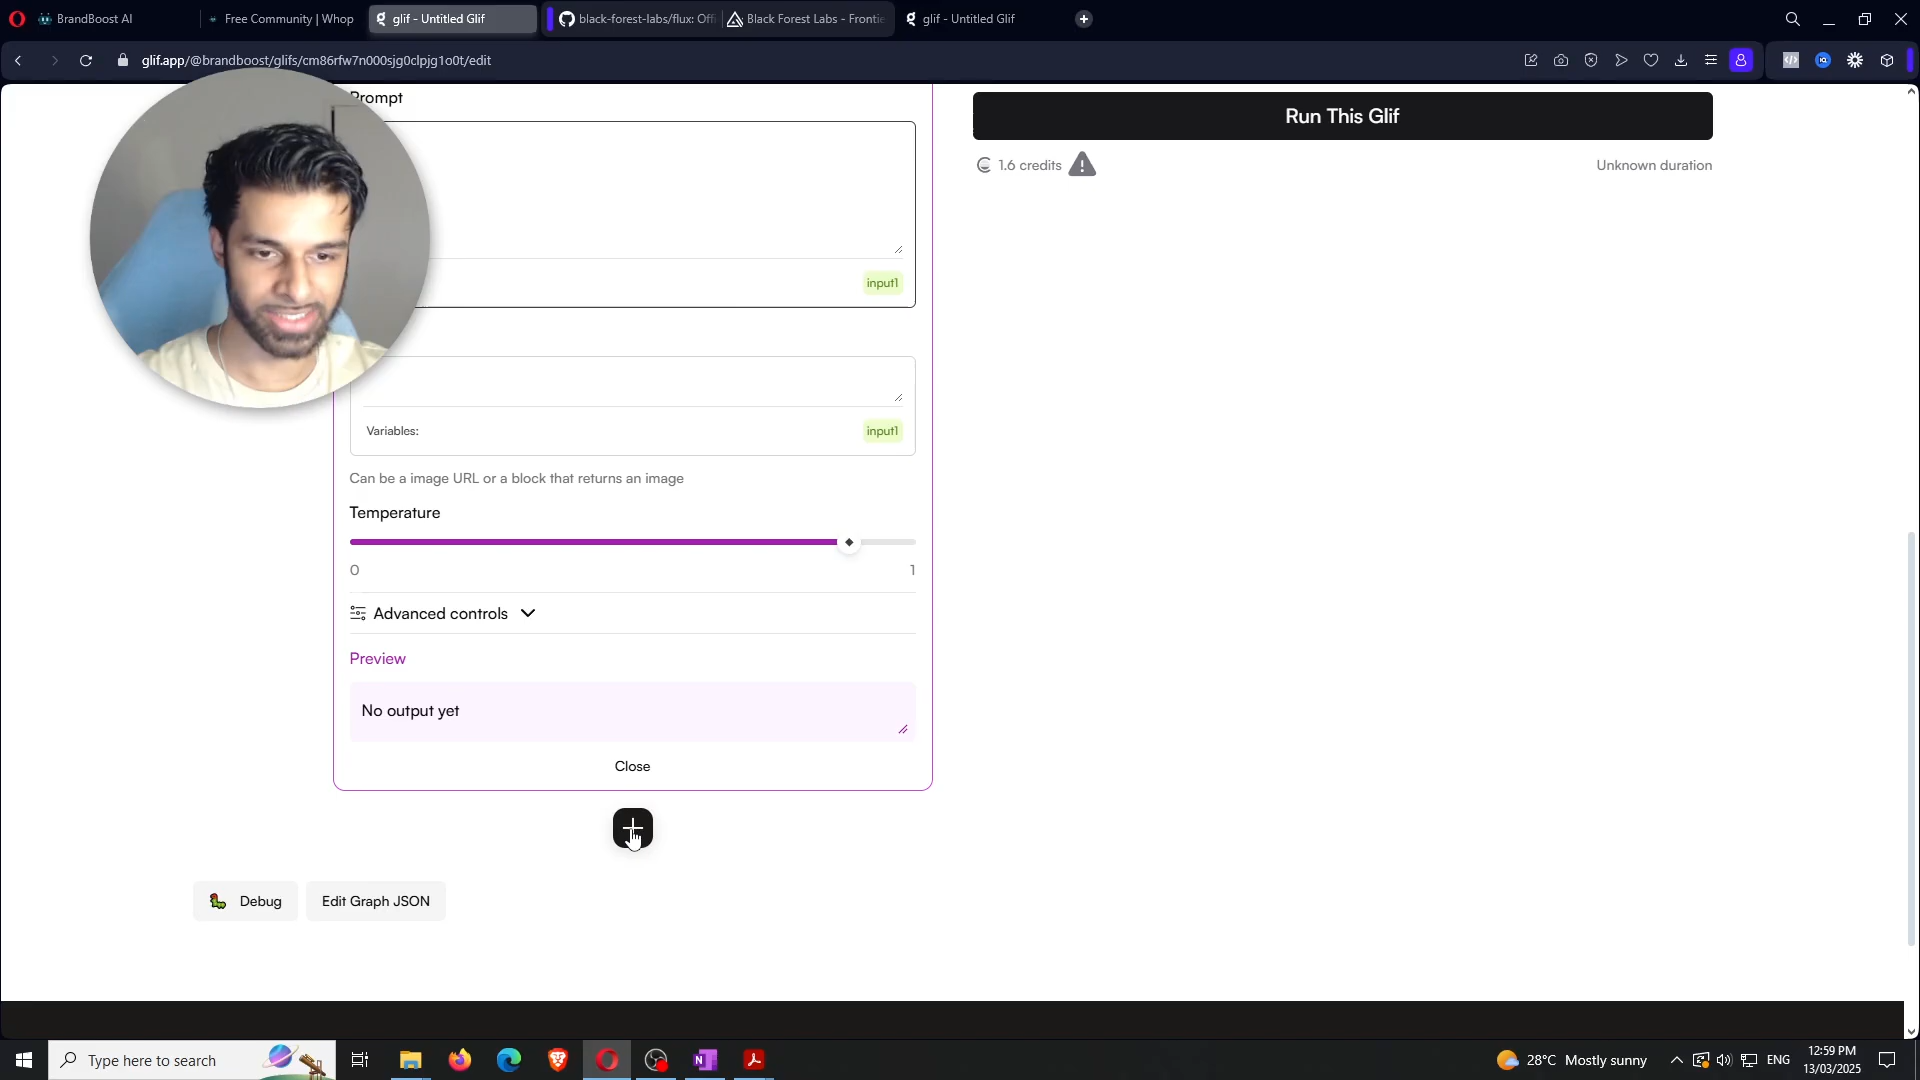 BrandBoost AI
Free Community | Whop
glif - Untitled Glif
black-forest-labs/flux: Offi
Black Forest Labs - Frontie
glif - Untitled Glif
glif.app/@brandboost/glifs/cm86rfw7n000sjg0clpjg1o0t/edit
Prompt
input1
Variables:
input1
Can be a image URL or a block that returns an image
Temperature
0
1
Advanced controls
Preview
No output yet
Close
Debug
Edit Graph JSON
Run This Glif
1.6 credits
Unknown duration
Type here to search
28°C Mostly sunny
ENG
12:59 PM
13/03/2025